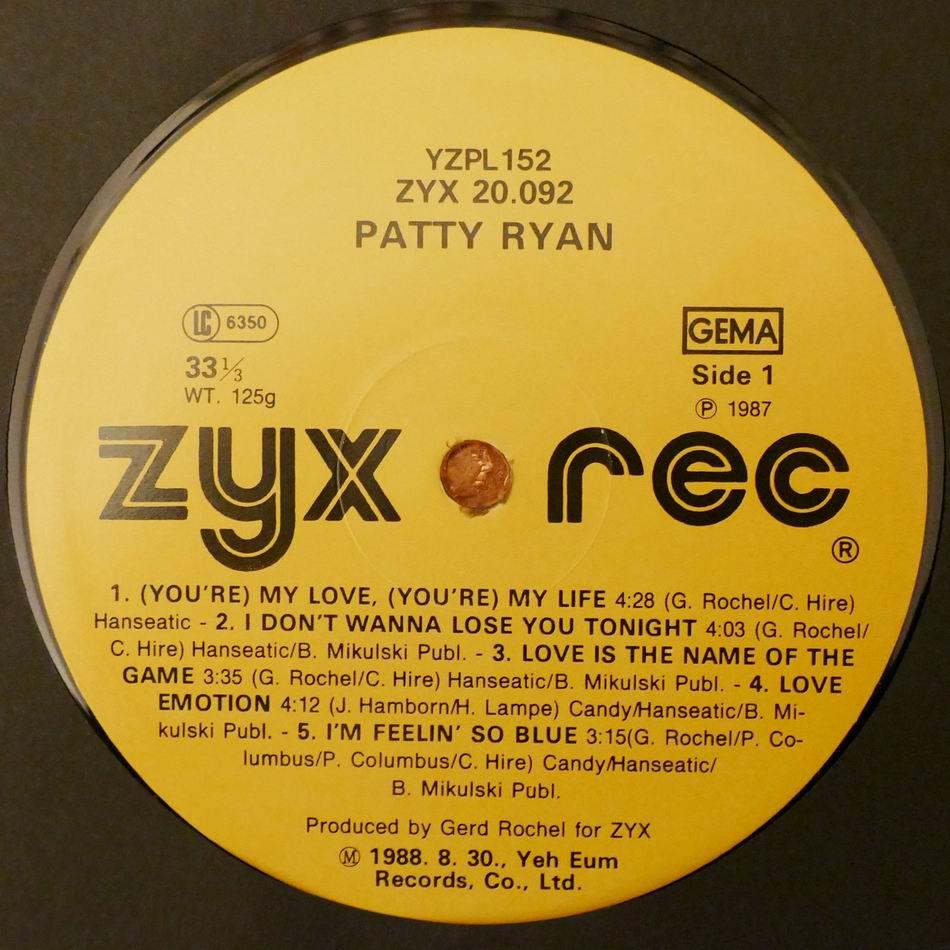 YZPL152
ZYX 20.092
PATTY RYAN
LC 6350
GEMA
33⅓
Side 1
WT. 125g
Ⓟ 1987
zyx rec
®
1. (YOU'RE) MY LOVE, (YOU'RE) MY LIFE 4:28 (G. Rochel/C. Hire)
Hanseatic - 2. I DON'T WANNA LOSE YOU TONIGHT 4:03 (G. Rochel/
C. Hire) Hanseatic/B. Mikulski Publ. - 3. LOVE IS THE NAME OF THE
GAME 3:35 (G. Rochel/C. Hire) Hanseatic/B. Mikulski Publ. - 4. LOVE
EMOTION 4:12 (J. Hamborn/H. Lampe) Candy/Hanseatic/B. Mi-
kulski Publ. - 5. I'M FEELIN' SO BLUE 3:15(G. Rochel/P. Co-
lumbus/P. Columbus/C. Hire) Candy/Hanseatic/
B. Mikulski Publ.
Produced by Gerd Rochel for ZYX
Ⓜ 1988. 8. 30., Yeh Eum
Records, Co., Ltd.